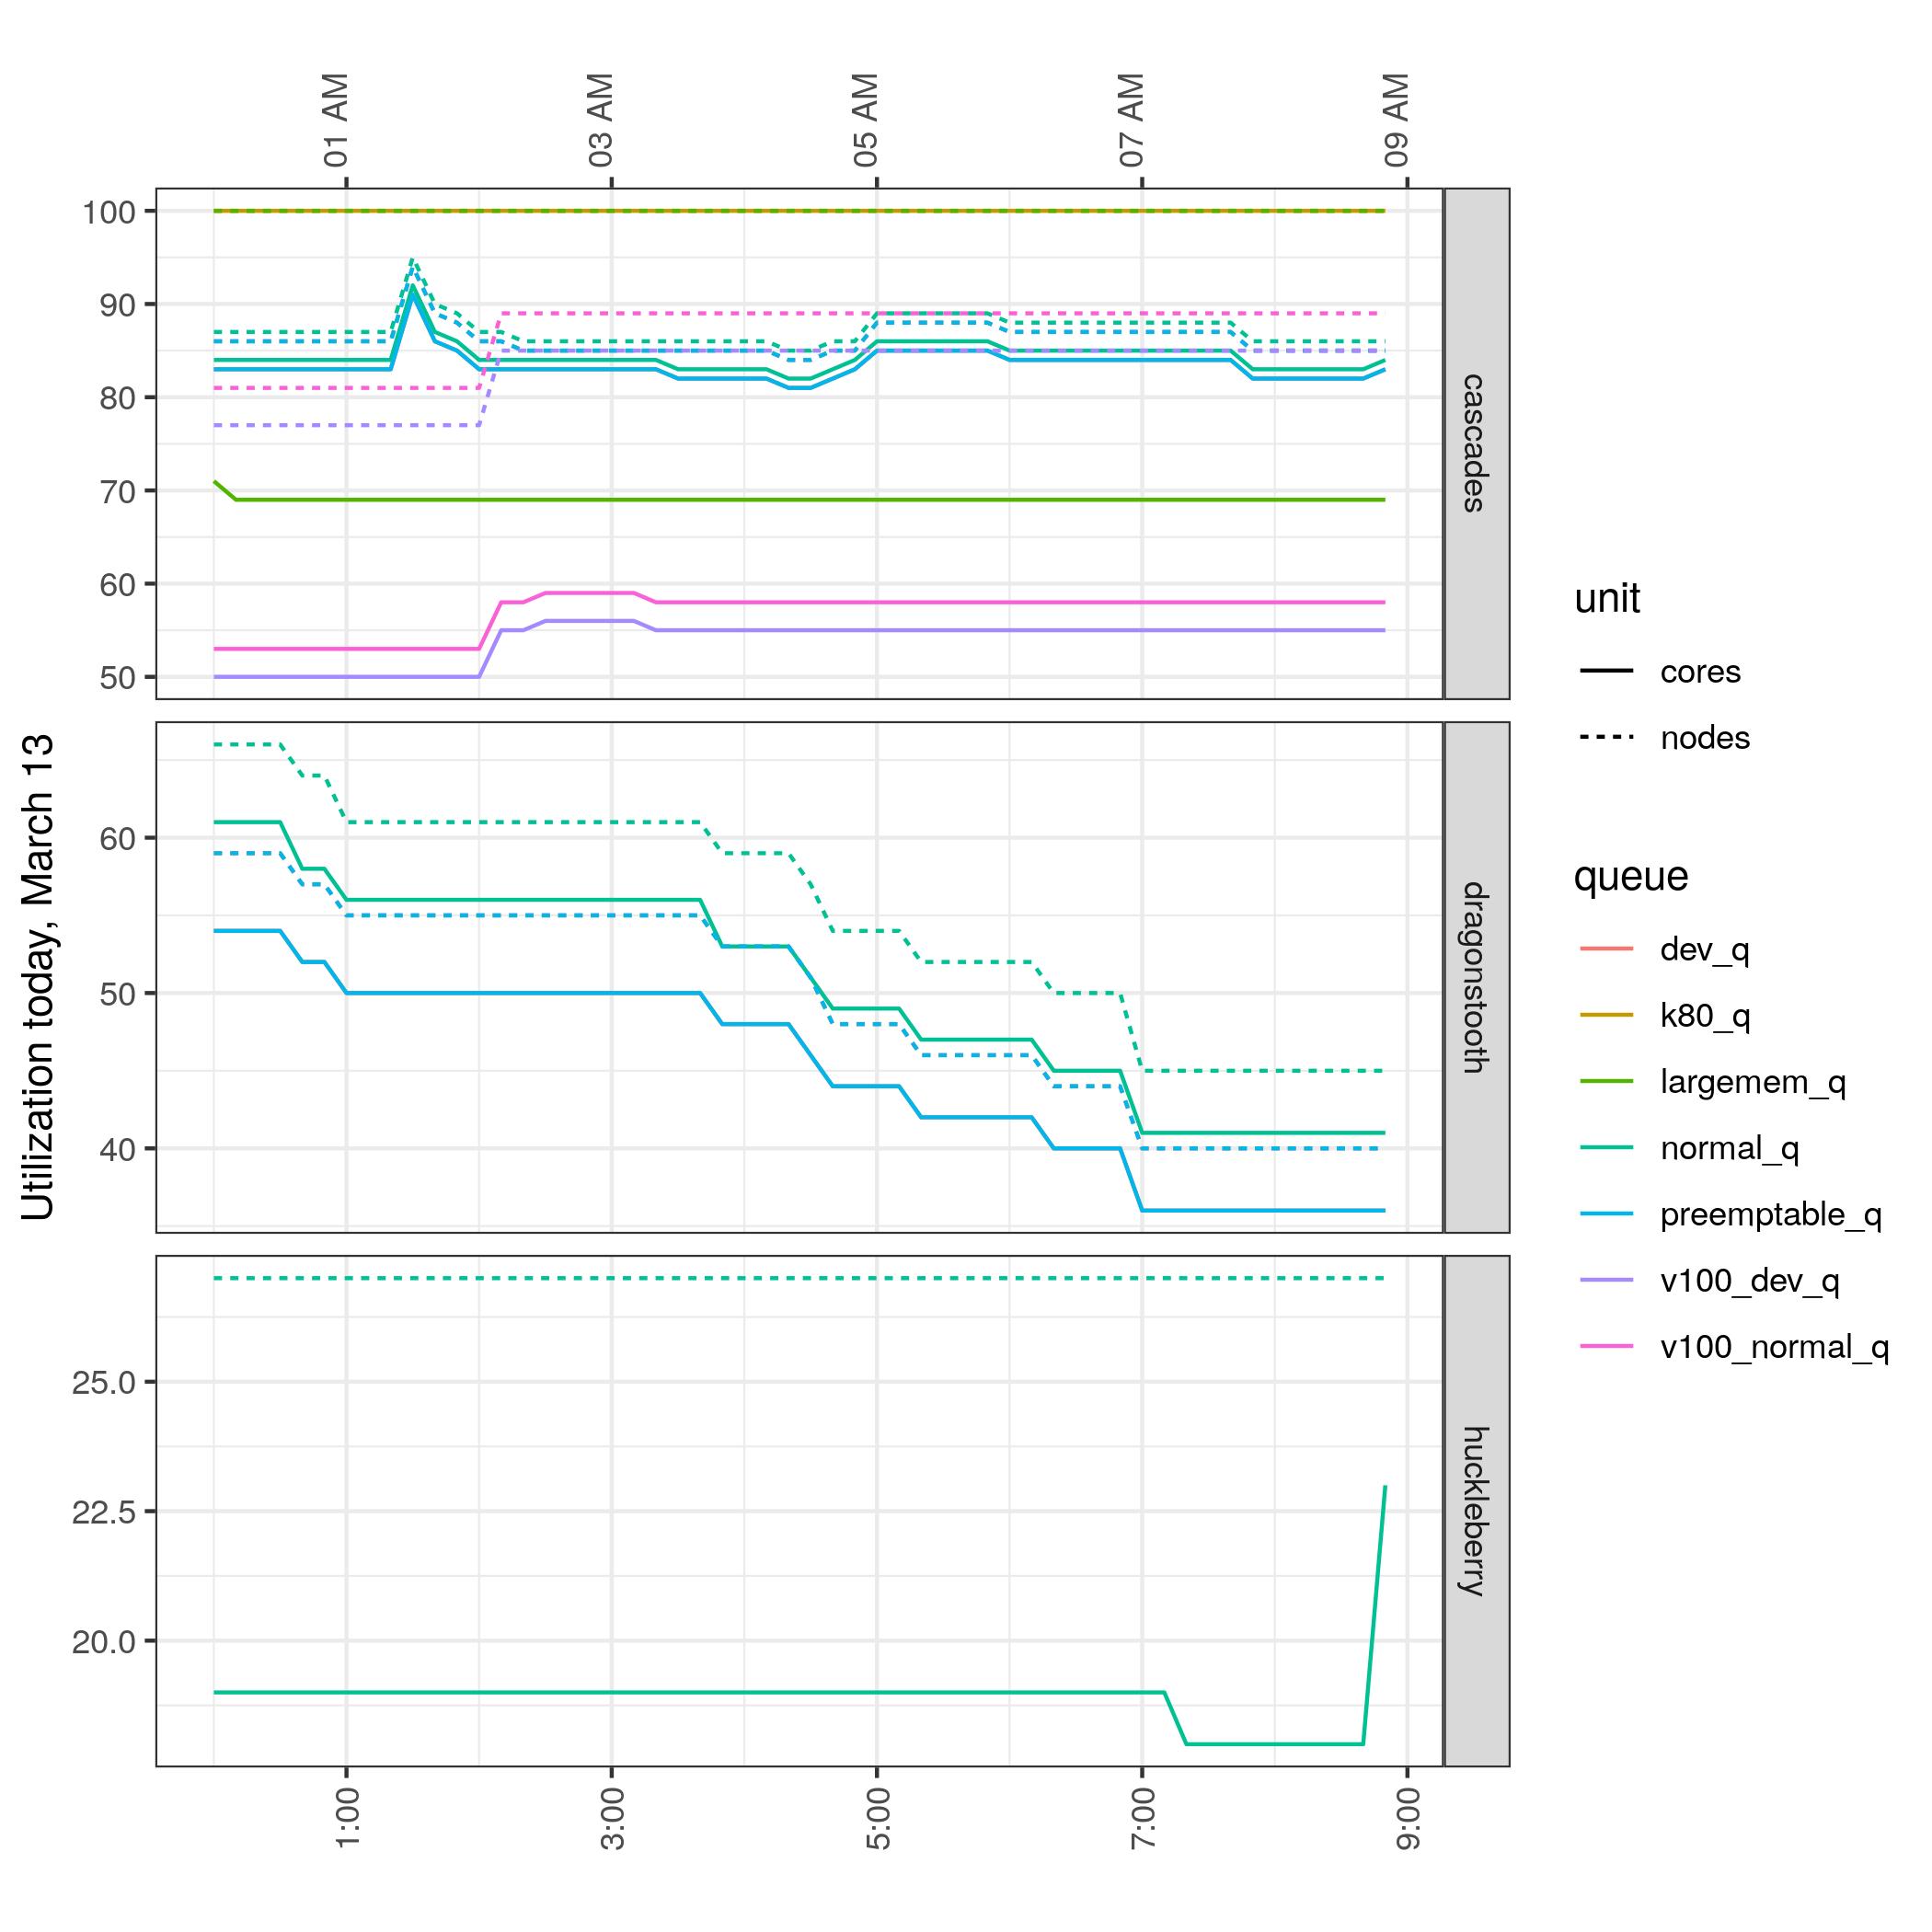 01 AM
03 AM
05 AM
07 AM
09 AM
Utilization today, March 13
100
90
80
70
60
50
cascades
60
50
40
dragonstooth
25.0
22.5
20.0
huckleberry
1:00
3:00
5:00
7:00
9:00
unit
cores
nodes
queue
dev_q
k80_q
largemem_q
normal_q
preemptable_q
v100_dev_q
v100_normal_q